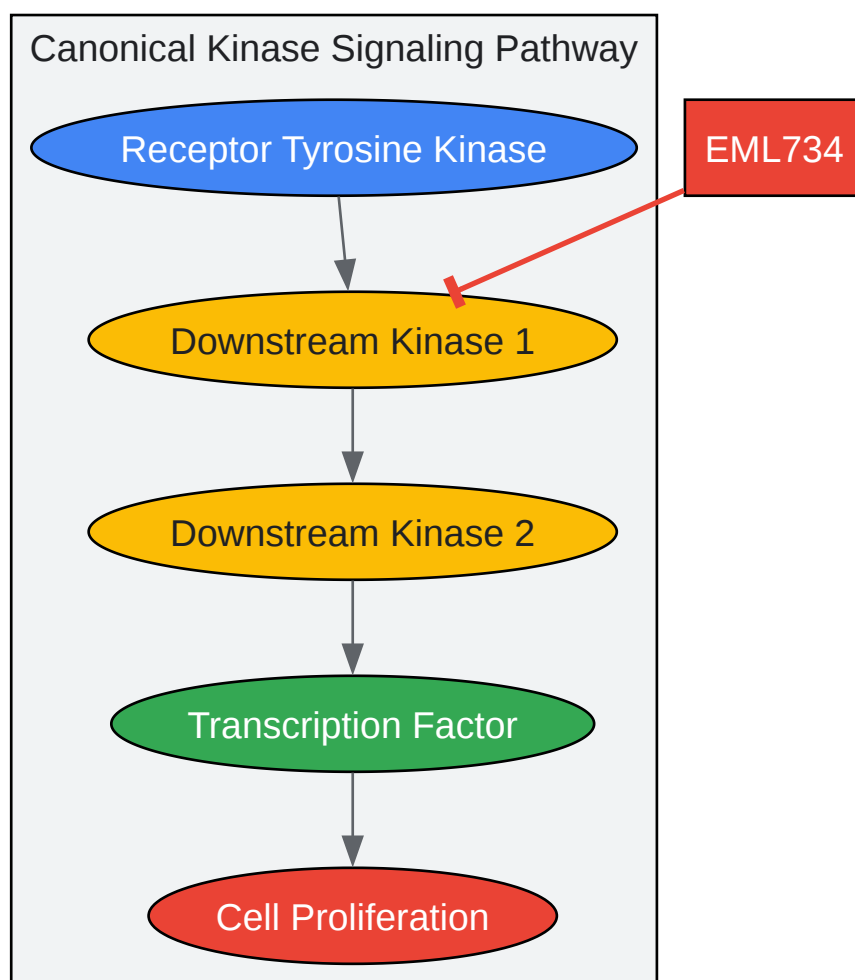 Canonical Kinase Signaling Pathway
Receptor Tyrosine Kinase
EML734
Downstream Kinase 1
Downstream Kinase 2
Transcription Factor
Cell Proliferation